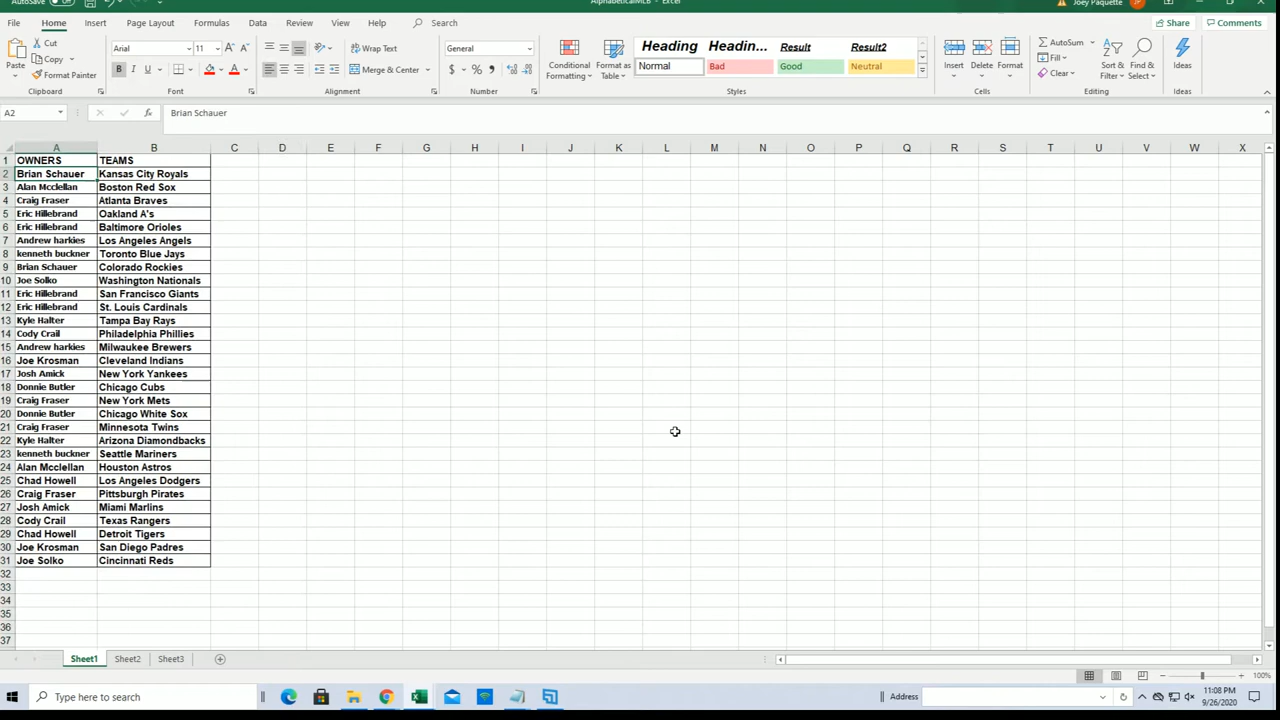 AutoSave Off AlphabeticalMLB - Excel Joey Paquette JP
File Home Insert Page Layout Formulas Data Review View Help Search Share Comments
Cut
Copy
Format Painter
Paste
Clipboard
Arial 11
B I U
Font
Wrap Text
Merge & Center
Alignment
General
$ % ,
Number
Conditional Formatting
Format as Table
Heading Headin... Result Result2
Normal Bad Good Neutral
Styles
Insert Delete Format
Cells
AutoSum
Fill
Clear
Sort & Filter
Find & Select
Editing
Ideas
Ideas
A2 fx Brian Schauer
A B C D E F G H I J K L M N O P Q R S T U V W X
1 OWNERS TEAMS
2 Brian Schauer Kansas City Royals
3 Alan Mcclellan Boston Red Sox
4 Craig Fraser Atlanta Braves
5 Eric Hillebrand Oakland A's
6 Eric Hillebrand Baltimore Orioles
7 Andrew harkies Los Angeles Angels
8 kenneth buckner Toronto Blue Jays
9 Brian Schauer Colorado Rockies
10 Joe Solko Washington Nationals
11 Eric Hillebrand San Francisco Giants
12 Eric Hillebrand St. Louis Cardinals
13 Kyle Halter Tampa Bay Rays
14 Cody Crail Philadelphia Phillies
15 Andrew harkies Milwaukee Brewers
16 Joe Krosman Cleveland Indians
17 Josh Amick New York Yankees
18 Donnie Butler Chicago Cubs
19 Craig Fraser New York Mets
20 Donnie Butler Chicago White Sox
21 Craig Fraser Minnesota Twins
22 Kyle Halter Arizona Diamondbacks
23 kenneth buckner Seattle Mariners
24 Alan Mcclellan Houston Astros
25 Chad Howell Los Angeles Dodgers
26 Craig Fraser Pittsburgh Pirates
27 Josh Amick Miami Marlins
28 Cody Crail Texas Rangers
29 Chad Howell Detroit Tigers
30 Joe Krosman San Diego Padres
31 Joe Solko Cincinnati Reds
32
33
34
35
36
37
Sheet1 Sheet2 Sheet3
100%
Type here to search
Address
11:08 PM
9/26/2020